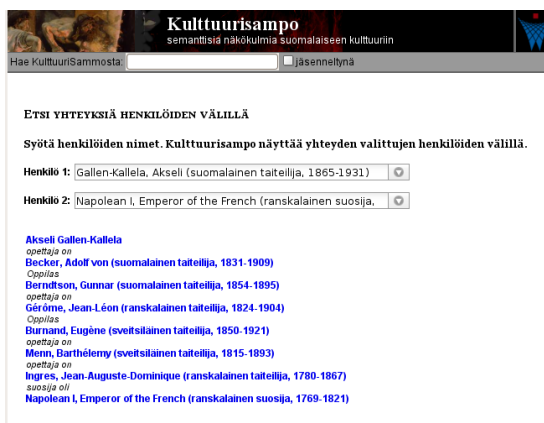 Kulttuurisampo
semanttisia näkökulmia suomalaiseen kulttuuriin
Hae KulttuuriSammosta: jäsenneltynä
ETSI YHTEYKSIÄ HENKILÖIDEN VÄLILLÄ
Syötä henkilöiden nimet. Kulttuurisampo näyttää yhteyden valittujen henkilöiden välillä.
Henkilö 1: Gallen-Kallela, Akseli (suomalainen taiteilija, 1865-1931)
Henkilö 2: Napolean I, Emperor of the French (ranskalainen suosija,
Akseli Gallen-Kallela
opettaja on
Becker, Adolf von (suomalainen taiteilija, 1831-1909)
Oppilas
Berndtson, Gunnar (suomalainen taiteilija, 1854-1895)
opettaja on
Gérôme, Jean-Léon (ranskalainen taiteilija, 1824-1904)
Oppilas
Burnand, Eugène (sveitsiläinen taiteilija, 1850-1921)
opettaja on
Menn, Barthélemy (sveitsiläinen taiteilija, 1815-1893)
opettaja on
Ingres, Jean-Auguste-Dominique (ranskalainen taiteilija, 1780-1867)
suosija oli
Napolean I, Emperor of the French (ranskalainen suosija, 1769-1821)